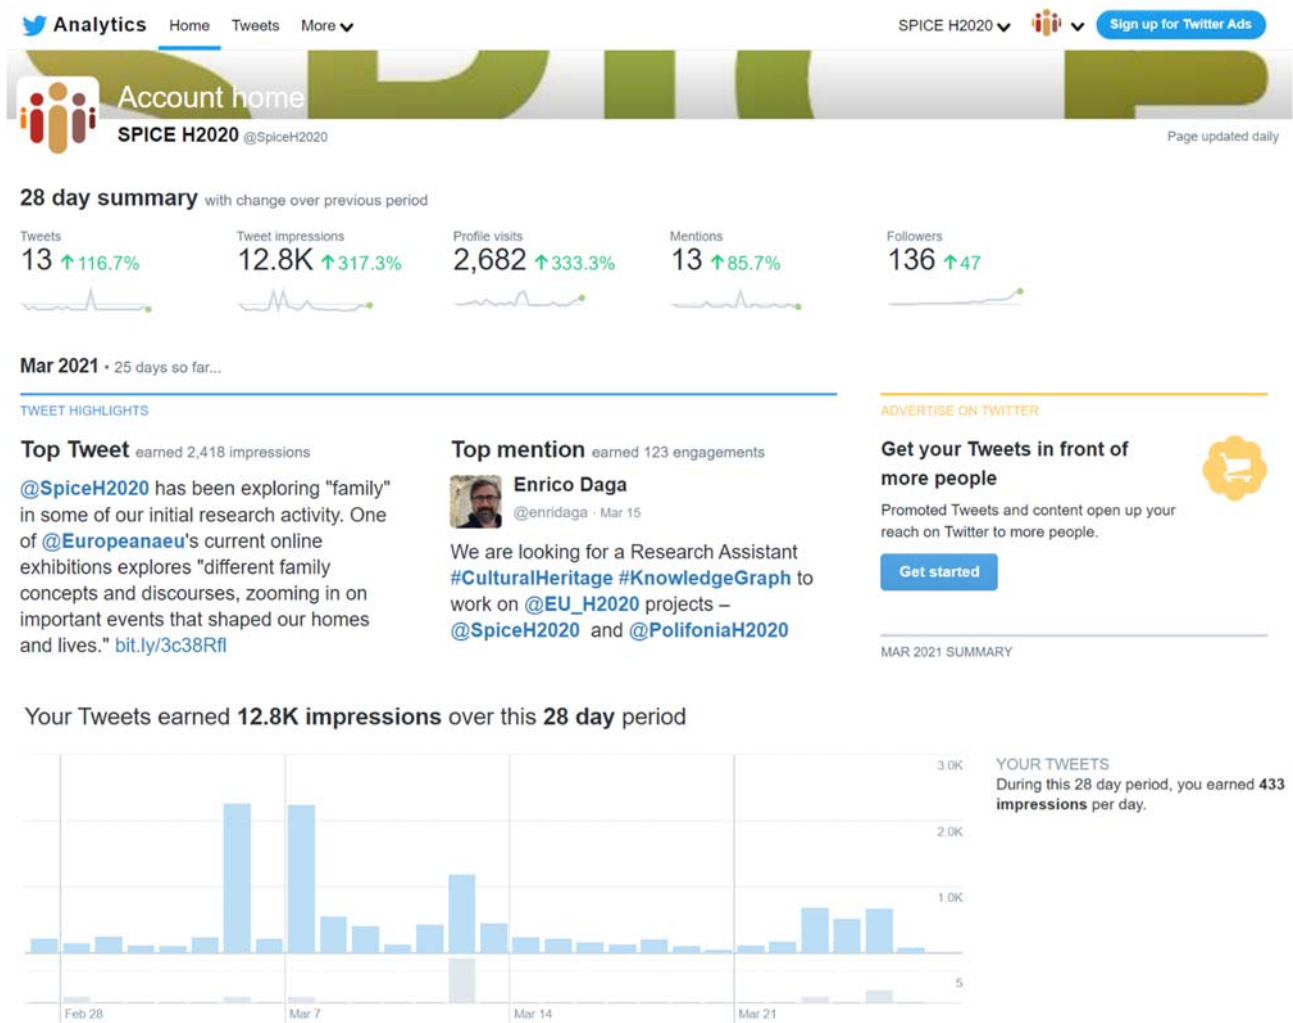 Analytics Home Tweets More SPICE H2020 Sign up for Twitter Ads
SPICE
Account home
SPICE H2020 @SpiceH2020
Page updated daily
28 day summary with change over previous period
Tweets
13 ↑116.7%
Tweet impressions
12.8K ↑317.3%
Profile visits
2,682 ↑333.3%
Mentions
13 ↑85.7%
Followers
136 ↑47
Mar 2021 • 25 days so far...
TWEET HIGHLIGHTS
Top Tweet earned 2,418 impressions
@SpiceH2020 has been exploring "family"
in some of our initial research activity. One
of @Europeanaeu's current online
exhibitions explores "different family
concepts and discourses, zooming in on
important events that shaped our homes
and lives." bit.ly/3c38Rfl
Top mention earned 123 engagements
Enrico Daga
@enridaga · Mar 15
We are looking for a Research Assistant
#CulturalHeritage #KnowledgeGraph to
work on @EU_H2020 projects –
@SpiceH2020 and @PolifoniaH2020
ADVERTISE ON TWITTER
Get your Tweets in front of
more people
Promoted Tweets and content open up your
reach on Twitter to more people.
Get started
MAR 2021 SUMMARY
Your Tweets earned 12.8K impressions over this 28 day period
3.0K
2.0K
1.0K
5
Feb 28 Mar 7 Mar 14 Mar 21
YOUR TWEETS
During this 28 day period, you earned 433
impressions per day.